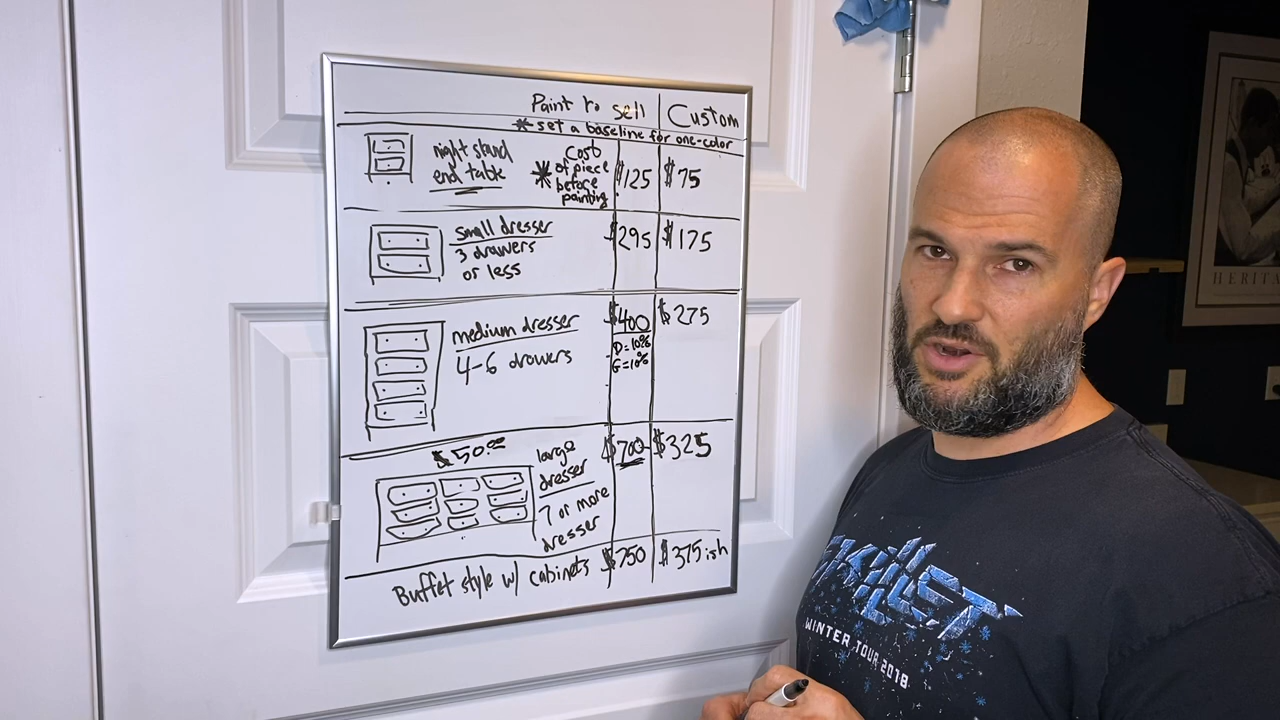 Paint to sell
Custom
* set a baseline for one-color
night stand
end table
* cost
of piece
before
painting
$125
$75
small dresser
3 drawers
or less
$295
$175
medium dresser
4-6 drawers
$400
D=10%
G=10%
$275
$50.00
large
dresser
7 or more
dresser
$700
$325
Buffet style w/ cabinets
$750
$375ish
SKILLET
WINTER TOUR 2018
HERITA